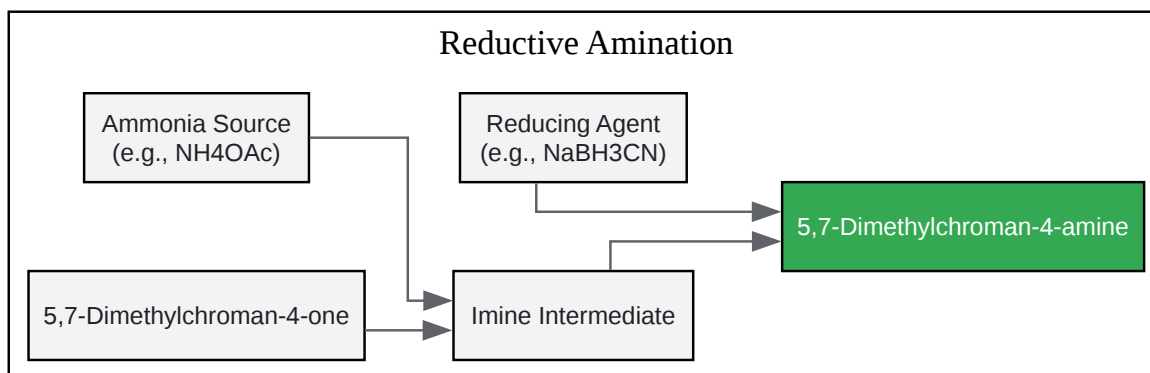 Reductive Amination
Ammonia Source
(e.g., NH4OAc)
Reducing Agent
(e.g., NaBH3CN)
5,7-Dimethylchroman-4-amine
5,7-Dimethylchroman-4-one
Imine Intermediate